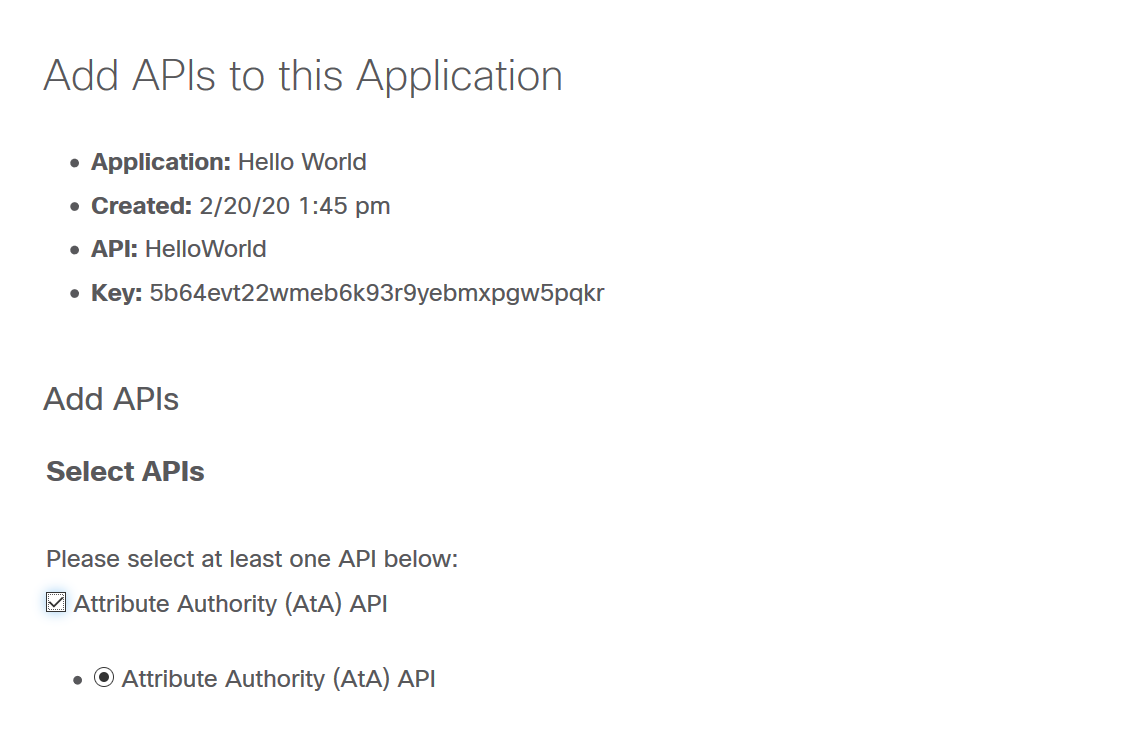 Add APIs to this Application
Application: Hello World
Created: 2/20/20 1:45 pm
API: HelloWorld
Key: 5b64evt22wmeb6k93r9yebmxpgw5pqkr
Add APIs
Select APIs
Please select at least one API below:
Attribute Authority (AtA) API
Attribute Authority (AtA) API